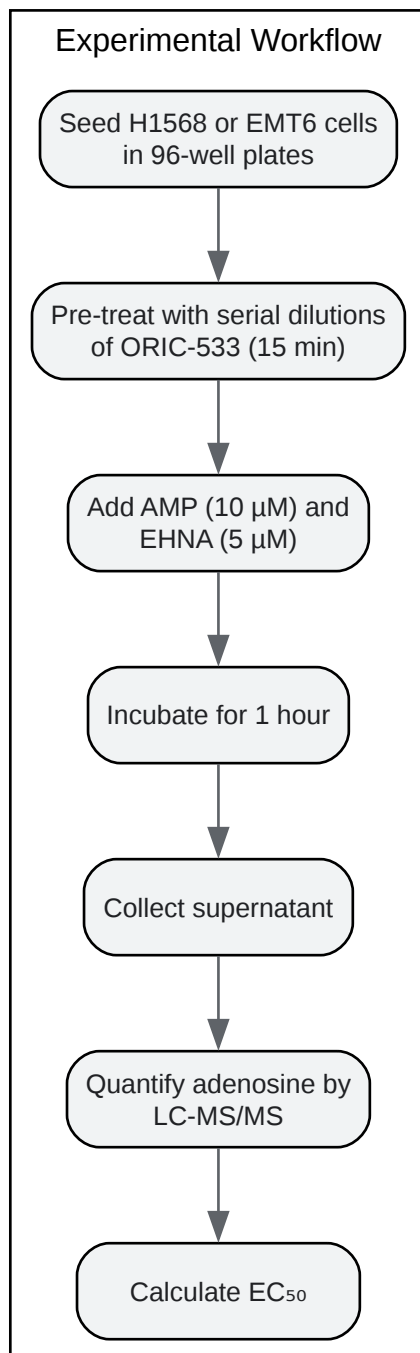 Experimental Workflow
Seed H1568 or EMT6 cells
in 96-well plates
Pre-treat with serial dilutions
of ORIC-533 (15 min)
Add AMP (10 µM) and
EHNA (5 µM)
Incubate for 1 hour
Collect supernatant
Quantify adenosine by
LC-MS/MS
Calculate EC₅₀